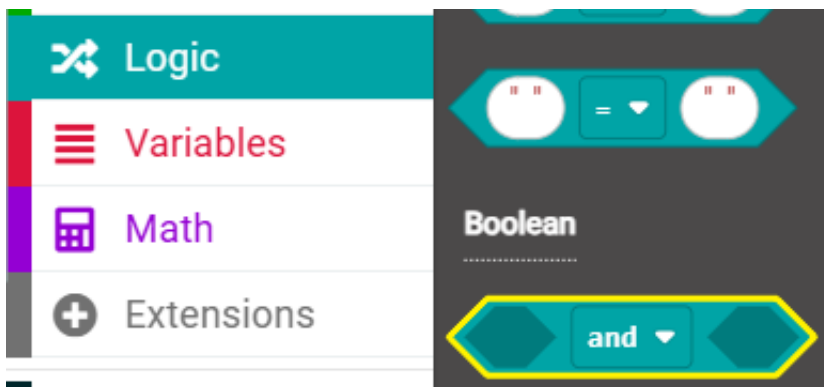 Logic
Variables
Math
Extensions
" " = " "
Boolean
and